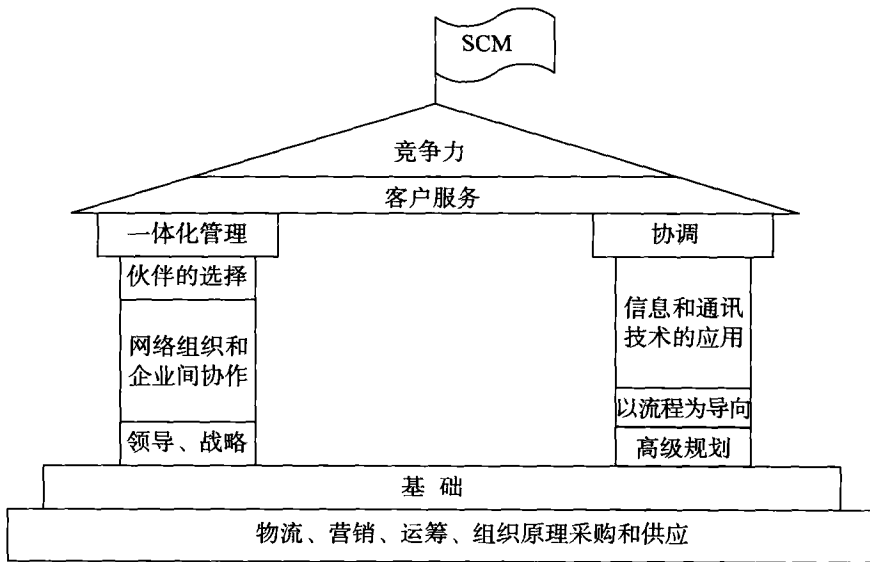 SCM
竞争力
客户服务
一体化管理
伙伴的选择
网络组织和
企业间协作
领导、战略
协调
信息和通讯
技术的应用
以流程为导向
高级规划
基 础
物流、营销、运筹、组织原理采购和供应